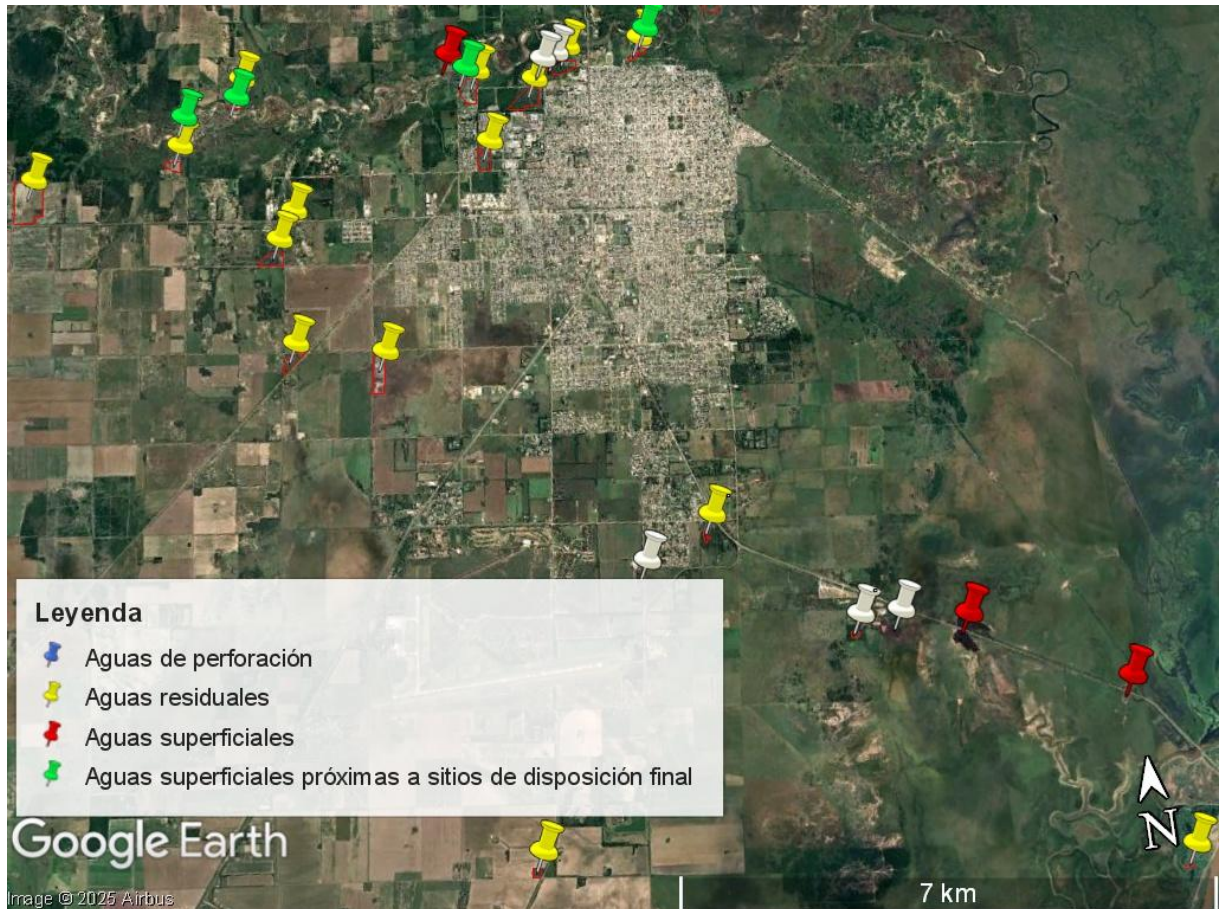 Leyenda
Aguas de perforación
Aguas residuales
Aguas superficiales
Aguas superficiales próximas a sitios de disposición final
Google Earth
N
Image © 2025 Airbus
7 km